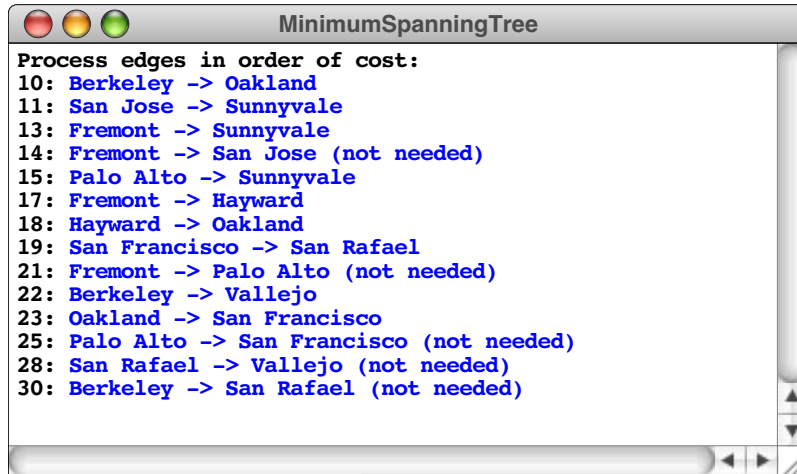 MinimumSpanningTree
Process edges in order of cost:
10: Berkeley -> Oakland
11: San Jose -> Sunnyvale
13: Fremont -> Sunnyvale
14: Fremont -> San Jose (not needed)
15: Palo Alto -> Sunnyvale
17: Fremont -> Hayward
18: Hayward -> Oakland
19: San Francisco -> San Rafael
21: Fremont -> Palo Alto (not needed)
22: Berkeley -> Vallejo
23: Oakland -> San Francisco
25: Palo Alto -> San Francisco (not needed)
28: San Rafael -> Vallejo (not needed)
30: Berkeley -> San Rafael (not needed)